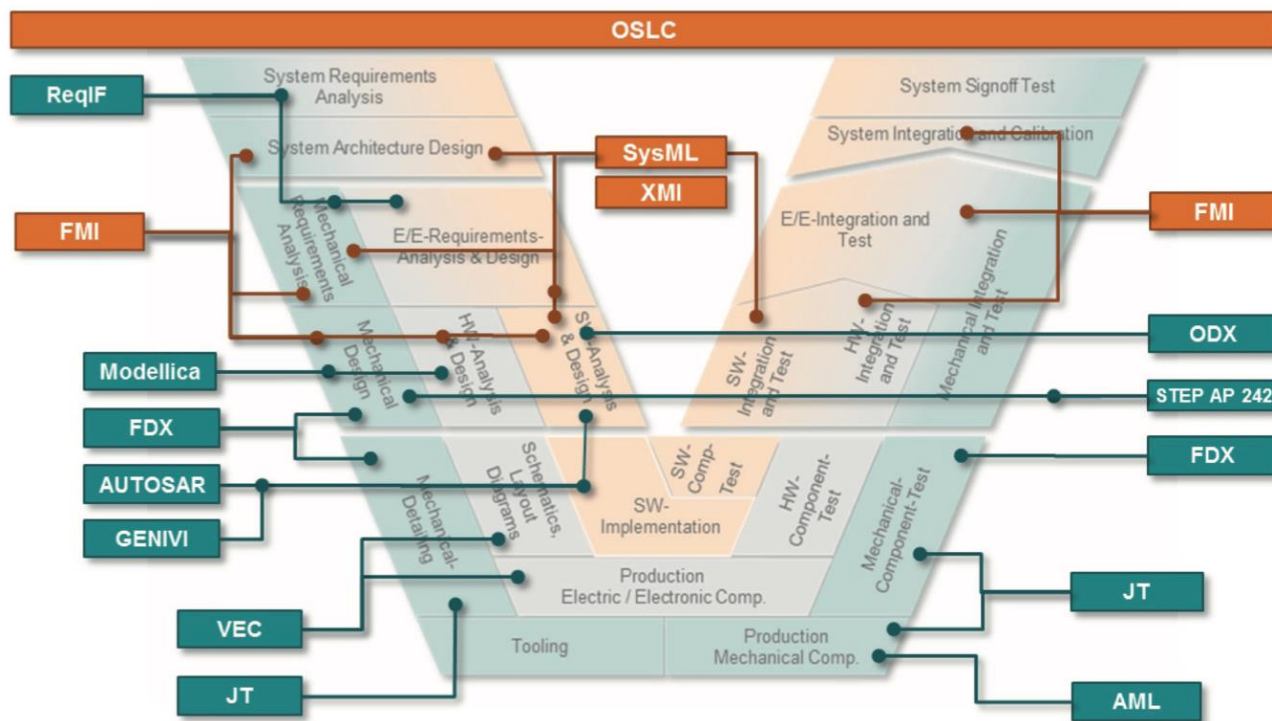 OSLC
System Requirements
Analysis
System Signoff Test
ReqIF
System Integration and Calibration
System Architecture Design
SysML
XMI
FMI
FMI
Mechanical
Requirements
Analysis
E/E-Requirements-
Analysis & Design
E/E-Integration and
Test
Mechanical
Design
HW-Analysis
& Design
SW-Analysis
& Design
SW-
Integration
and Test
HW-
Integration
and Test
Mechanical Integration
and Test
ODX
Modellica
STEP AP 242
FDX
FDX
AUTOSAR
GENIVI
Mechanical-
Detailing
Schematics,
Layout
Diagrams
SW-
Implementation
SW-
Comp-
Test
HW-
Component-
Test
Mechanical-
Component-Test
Production
Electric / Electronic Comp.
JT
VEC
Tooling
Production
Mechanical Comp.
JT
AML